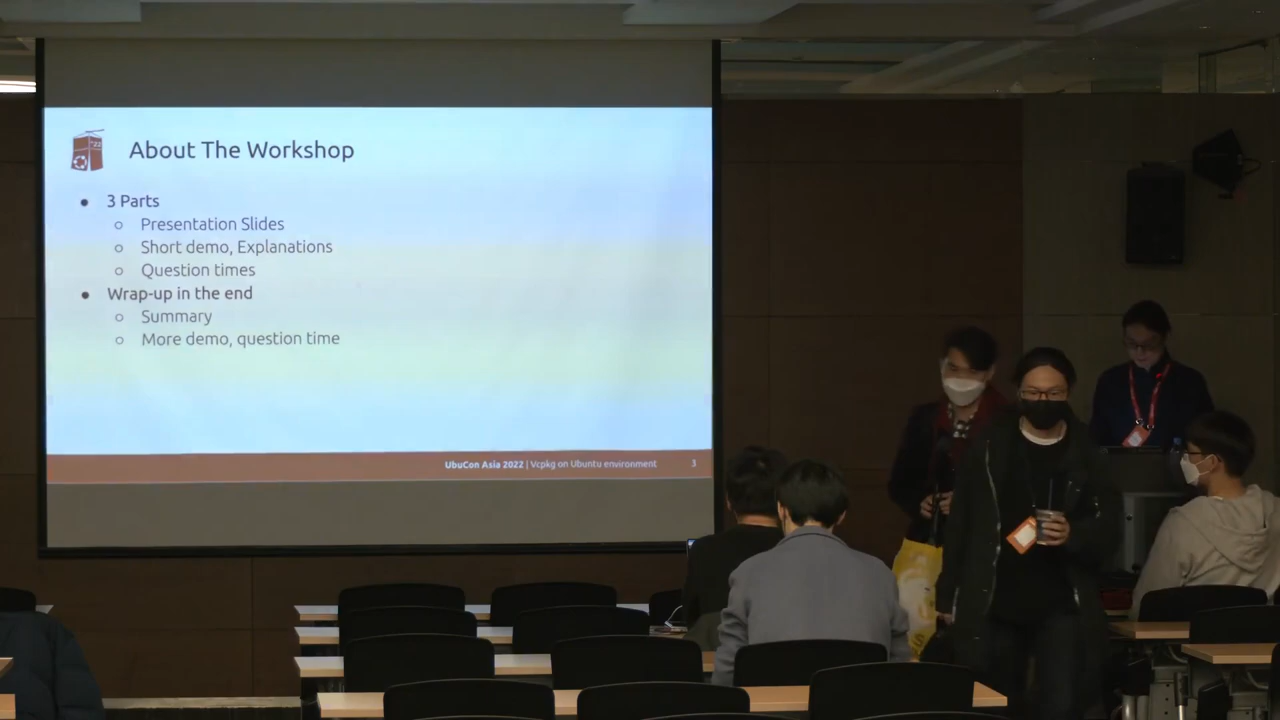 '22
About The Workshop
3 Parts
Presentation Slides
Short demo, Explanations
Question times
Wrap-up in the end
Summary
More demo, question time
UbuCon Asia 2022 | Vcpkg on Ubuntu environment 3